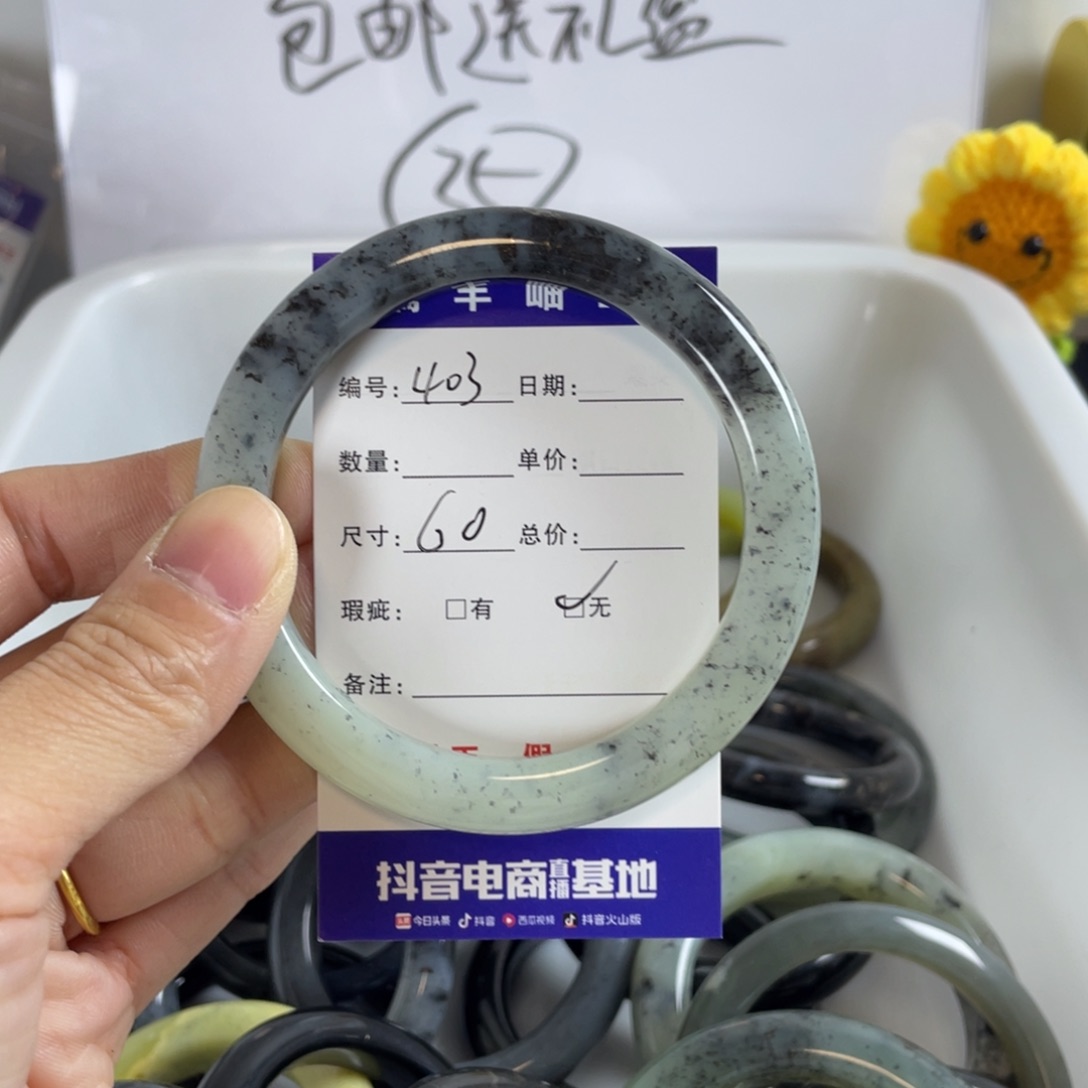 包邮送礼盒
编号: 403 日期:
数量: 单价:
尺寸: 60 总价:
瑕疵: □有 ☑无
备注:
假
抖音电商直播基地
今日头条 抖音 西瓜视频 抖音火山版